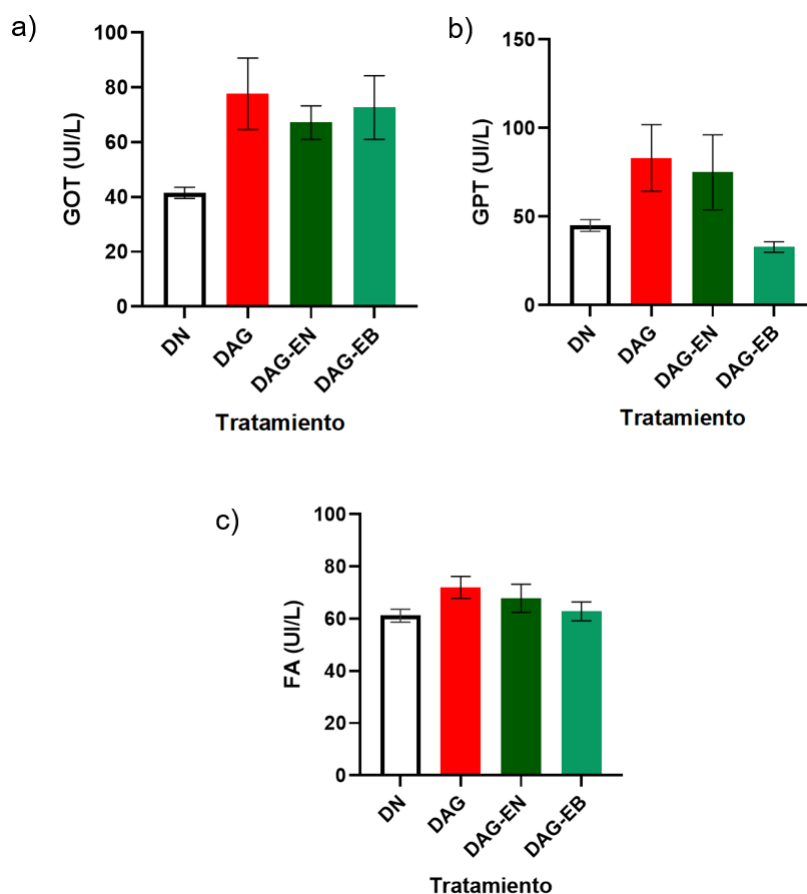 a)
GOT (UI/L)
100
80
60
40
20
0
DN
DAG
DAG-EN
DAG-EB
Tratamiento
b)
GPT (UI/L)
150
100
50
0
DN
DAG
DAG-EN
DAG-EB
Tratamiento
c)
FA (UI/L)
100
80
60
40
20
0
DN
DAG
DAG-EN
DAG-EB
Tratamiento